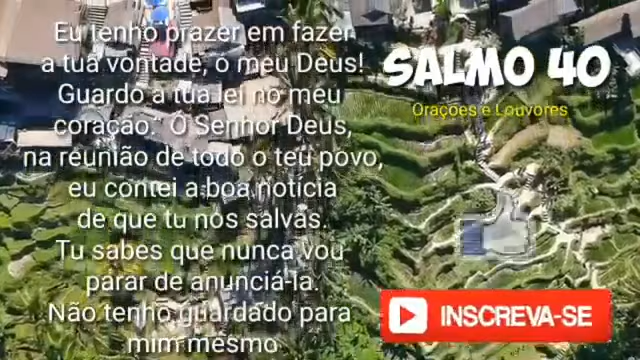 Eu tenho prazer em fazer
a tua vontade, ó meu Deus!
Guardo a tua lei no meu
coração.” Ó Senhor Deus,
na reunião de todo o teu povo,
eu contei a boa notícia
de que tu nos salvas.
Tu sabes que nunca vou
parar de anunciá-la.
Não tenho guardado para
mim mesmo
SALMO 40
Orações e Louvores
INSCREVA-SE